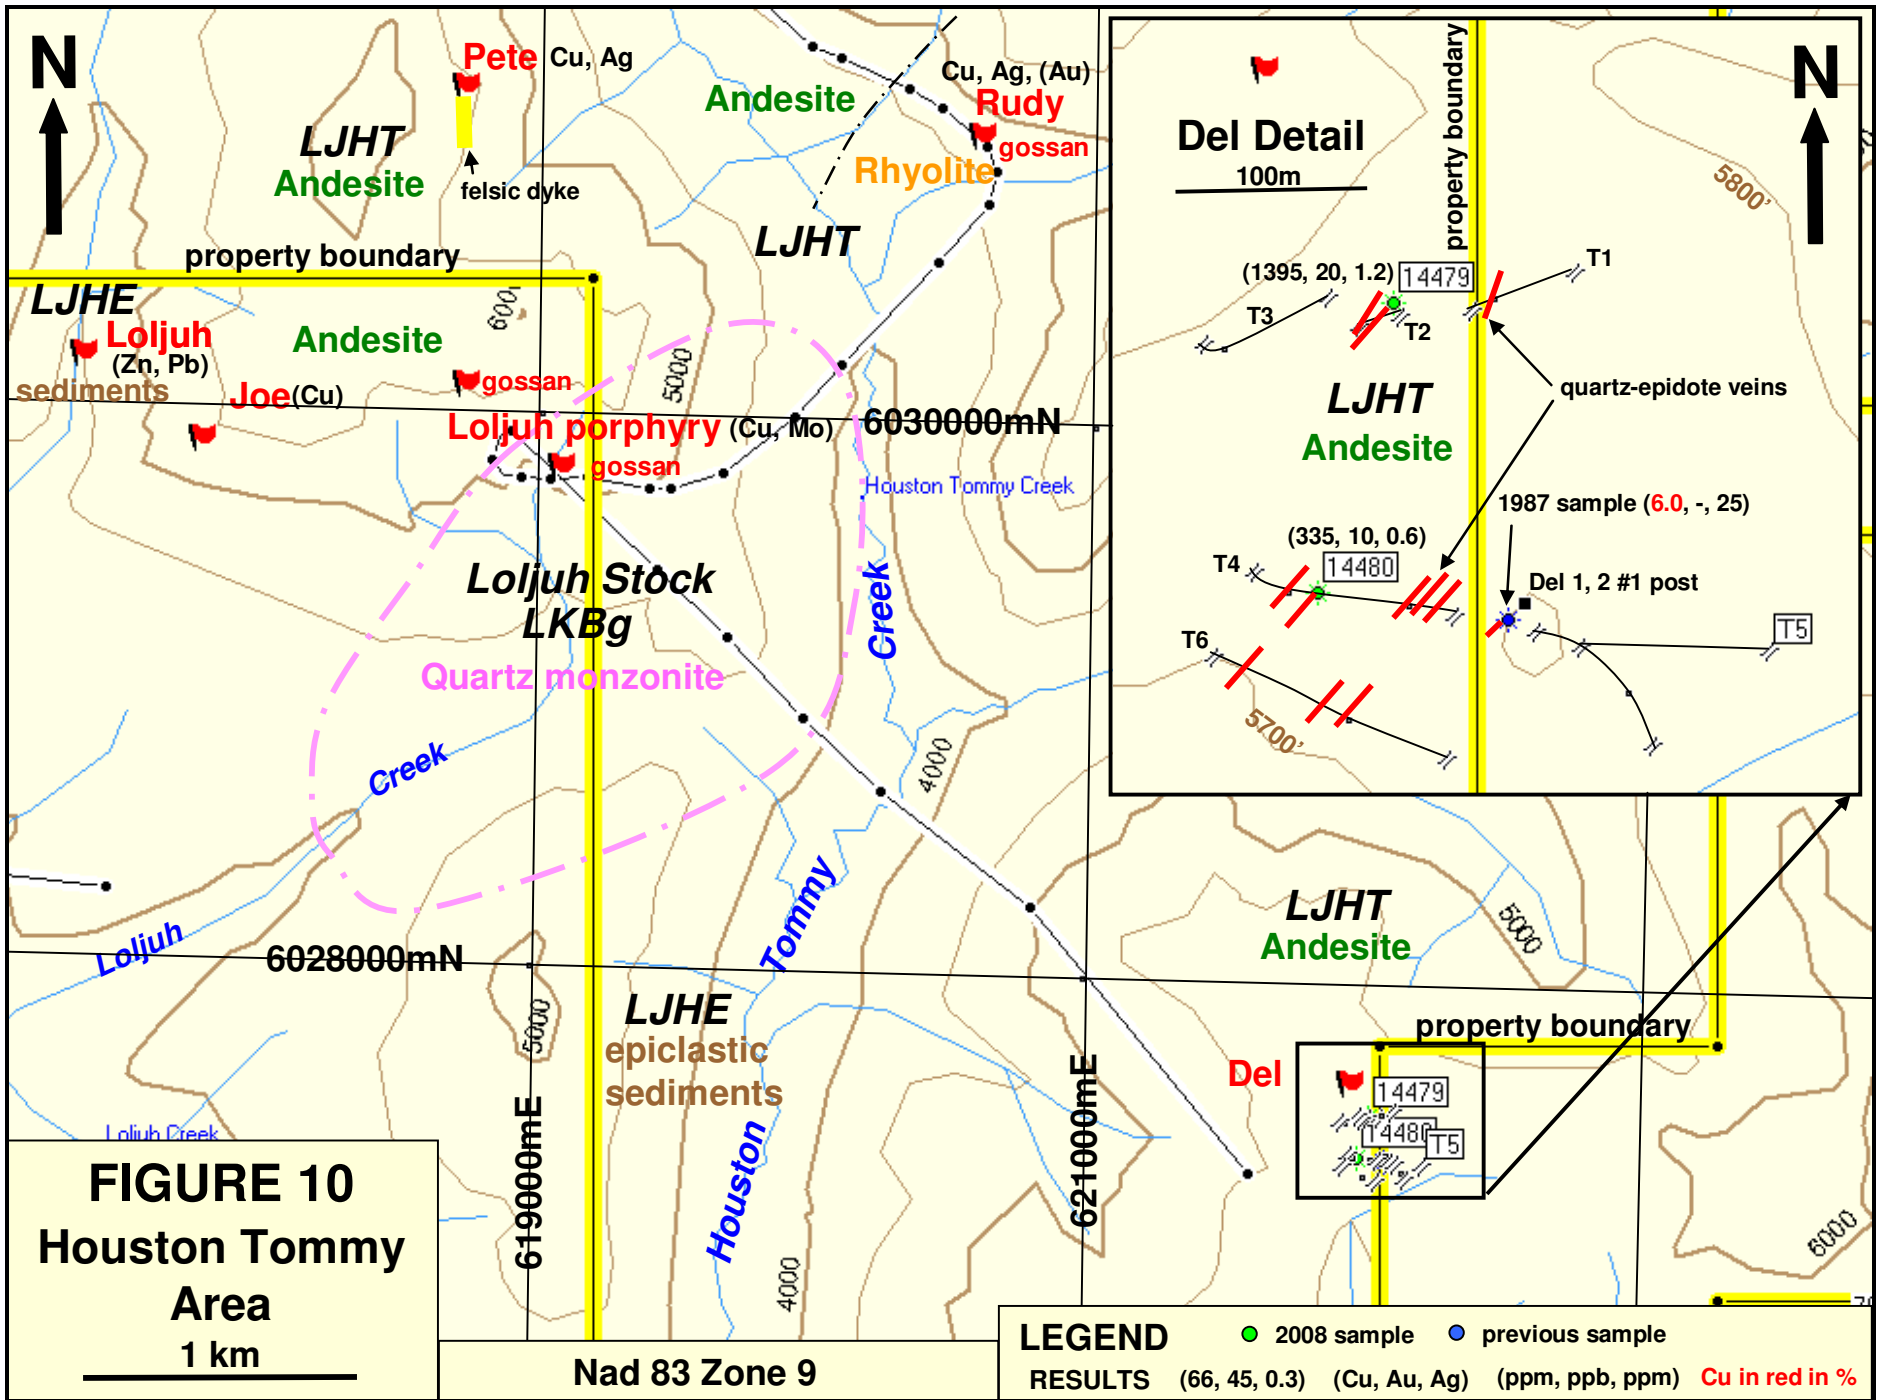 N
Pete Cu, Ag
LJHT
Andesite
felsic dyke
Andesite
Cu, Ag, (Au)
Rudy
gossan
Rhyolite
LJHT
property boundary
LJHE
Loljuh
(Zn, Pb)
sediments
Andesite
Joe (Cu)
gossan
5000
Loljuh porphyry (Cu, Mo)
gossan
6030000mN
Houston Tommy Creek
Loljuh Stock
LKBg
Quartz monzonite
Creek
Creek
4000
Tommy
Loljuh
6028000mN
5000
LJHE
epiclastic
sediments
619000mE
621000mE
Houston
4000
Loljuh Creek
LJHT
Andesite
5000
property boundary
Del
14479
14480
T5
6000
N
Del Detail
100m
property boundary
5800'
(1395, 20, 1.2)
14479
T1
T3
T2
quartz-epidote veins
LJHT
Andesite
1987 sample (6.0, -, 25)
(335, 10, 0.6)
T4
14480
Del 1, 2 #1 post
T5
T6
5700'
FIGURE 10
Houston Tommy
Area
1 km
Nad 83 Zone 9
LEGEND
2008 sample
previous sample
RESULTS (66, 45, 0.3) (Cu, Au, Ag) (ppm, ppb, ppm) Cu in red in %